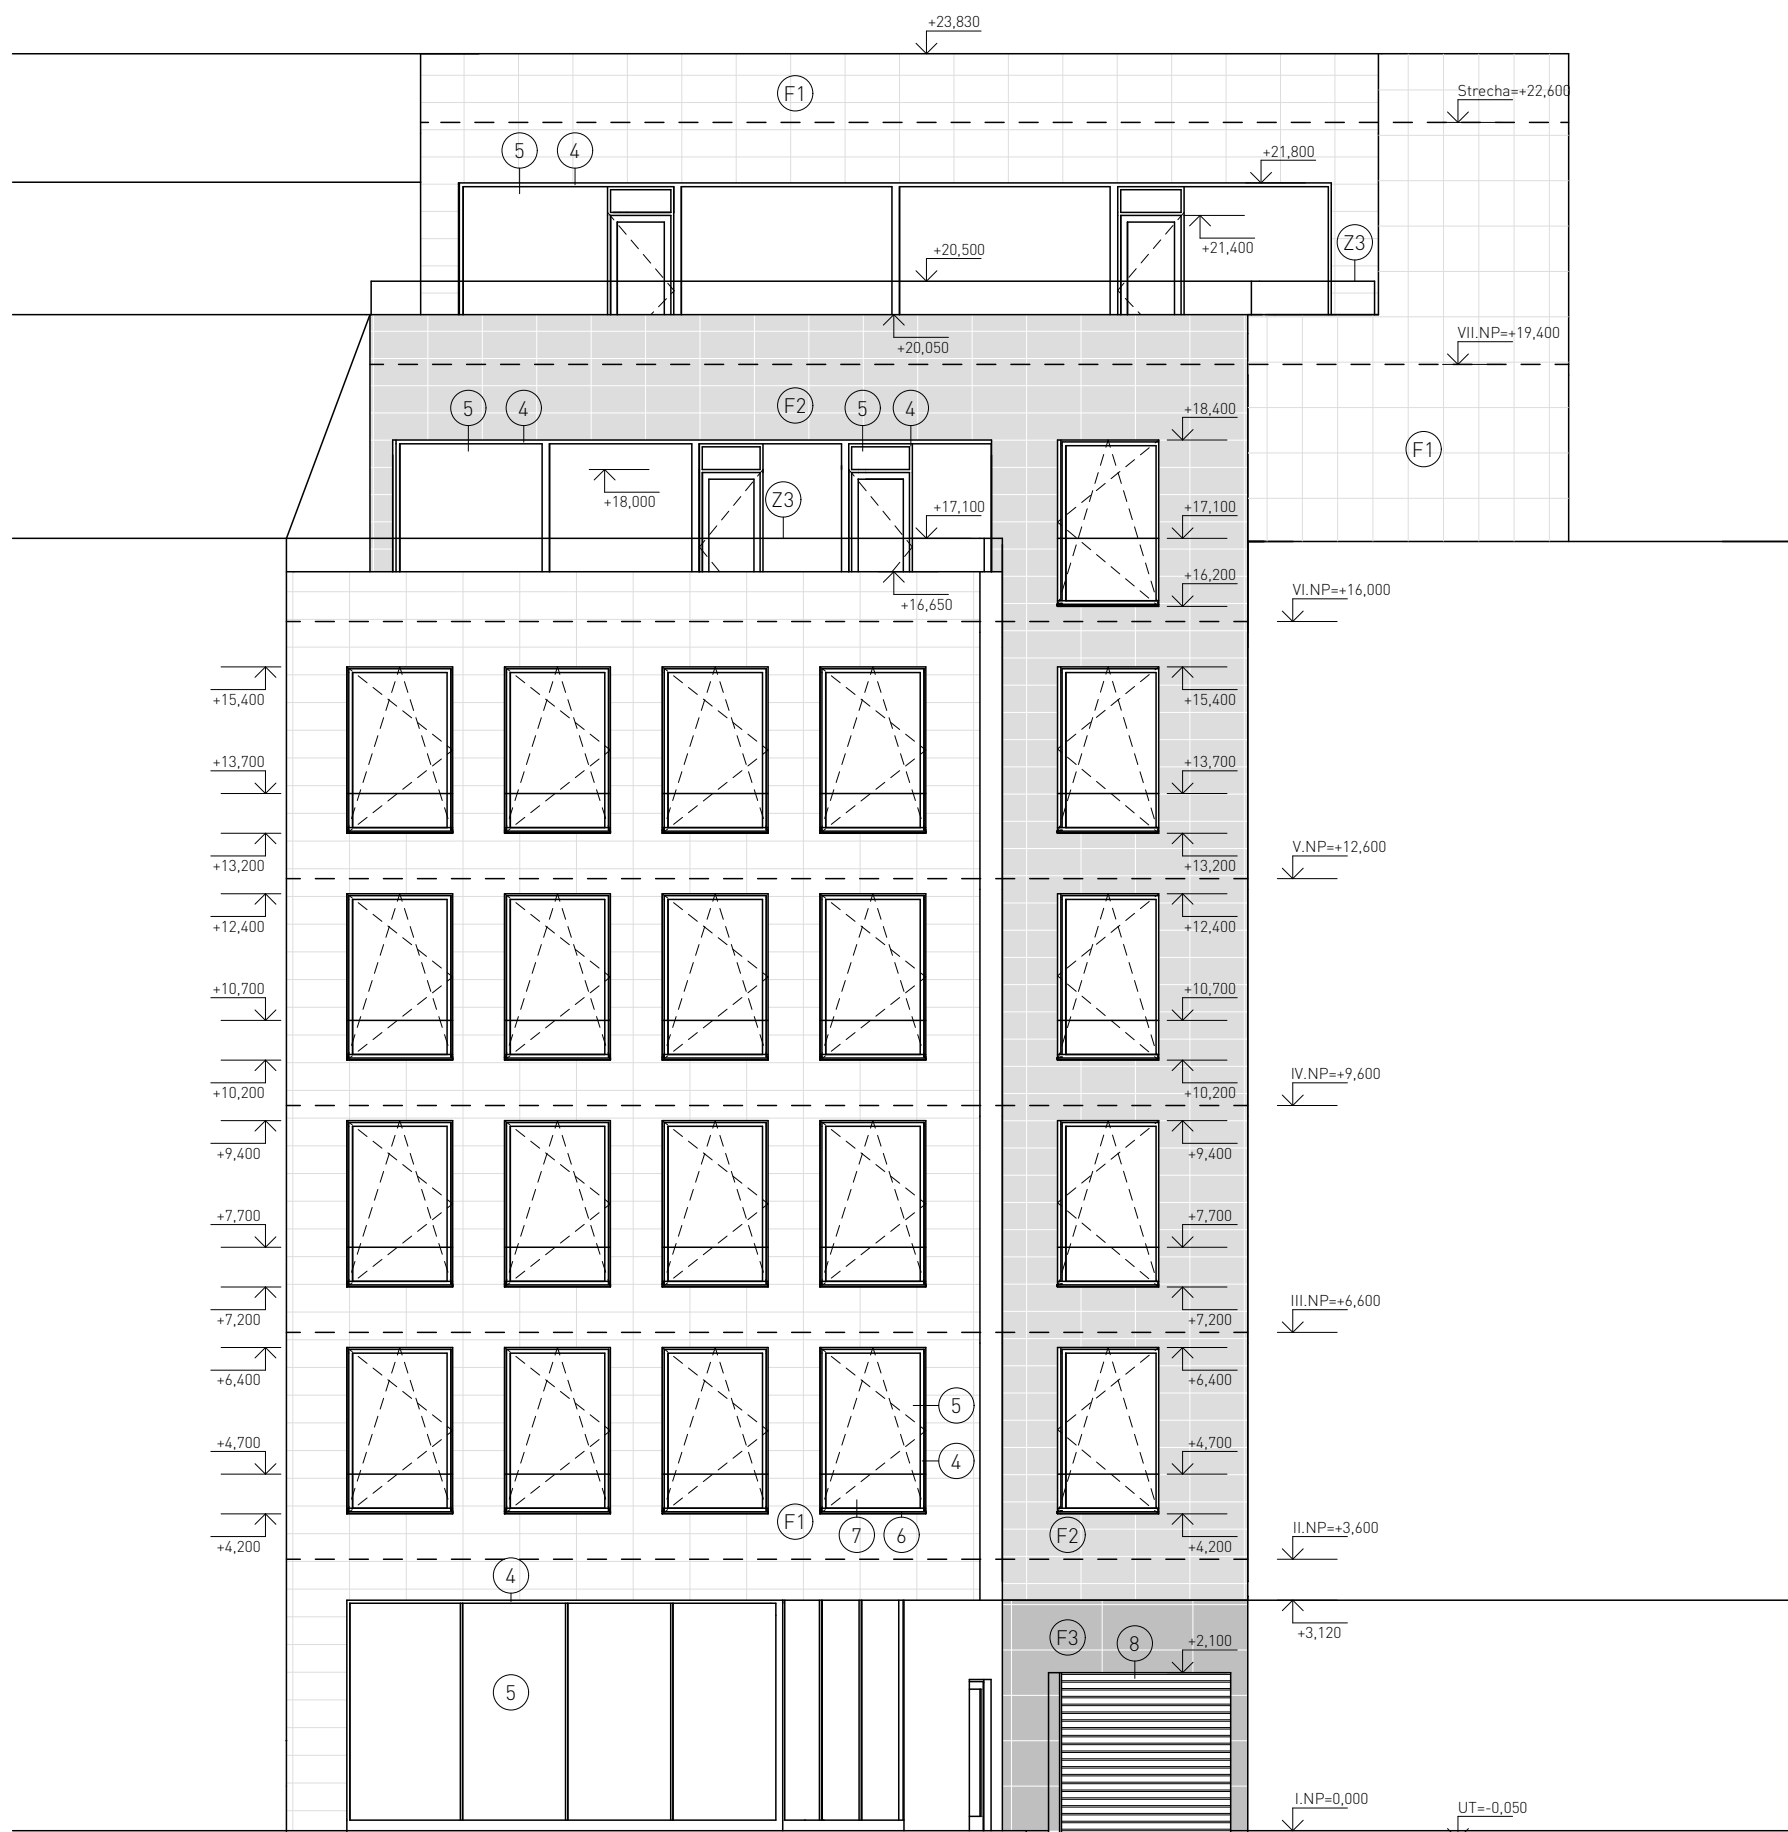 +23,830
F1
Strecha=+22,600
5 4
+21,800
Z3
+20,500
+21,400
VII.NP=+19,400
+20,050
5 4 F2 5 4
+18,400
F1
+18,000
Z3
+17,100
+17,100
+16,200
VI.NP=+16,000
+16,650
+15,400
+15,400
+13,700
+13,700
V.NP=+12,600
+13,200
+13,200
+12,400
+12,400
+10,700
+10,700
IV.NP=+9,600
+10,200
+10,200
+9,400
+9,400
+7,700
+7,700
III.NP=+6,600
+7,200
+7,200
+6,400
+6,400
5
+4,700
+4,700
4
F1
7
6
F2
II.NP=+3,600
+4,200
+4,200
4
+3,120
F3
8
+2,100
5
I.NP=0,000
UT=-0,050